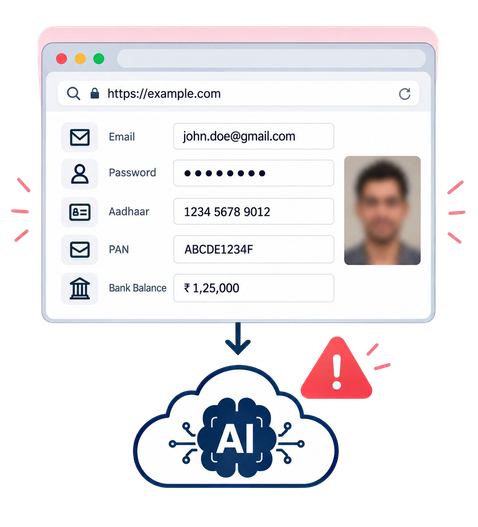 https://example.com
Email
john.doe@gmail.com
Password
●●●●●●●●
Aadhaar
1234 5678 9012
PAN
ABCDE1234F
Bank Balance
₹ 1,25,000
AI